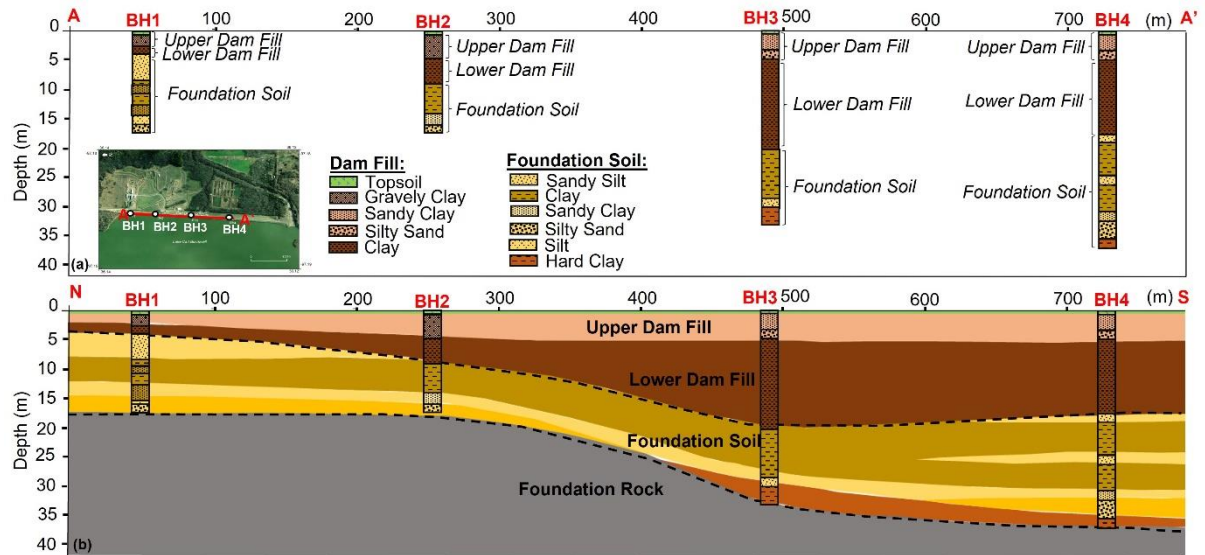 A 100 200 300 400 500 600 700 (m) A'
BH1 BH2 BH3 BH4
0
5
10
15
20
25
30
35
40
Depth (m)
Upper Dam Fill
Lower Dam Fill
Foundation Soil
Upper Dam Fill
Lower Dam Fill
Foundation Soil
Upper Dam Fill
Lower Dam Fill
Foundation Soil
Upper Dam Fill
Lower Dam Fill
Foundation Soil
A A'
BH1 BH2 BH3 BH4
Dam Fill:
Topsoil
Gravely Clay
Sandy Clay
Silty Sand
Clay
Foundation Soil:
Sandy Silt
Clay
Sandy Clay
Silty Sand
Silt
Hard Clay
(a)
N 100 200 300 400 500 600 700 (m) S
BH1 BH2 BH3 BH4
0
5
10
15
20
25
30
35
40
Depth (m)
Upper Dam Fill
Lower Dam Fill
Foundation Soil
Foundation Rock
(b)